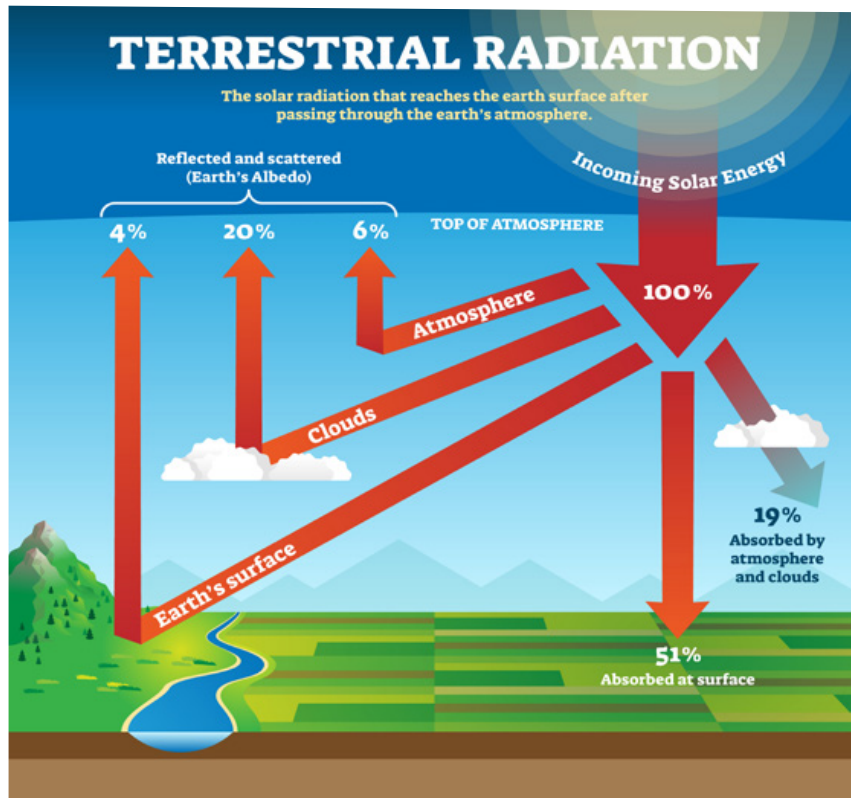 TERRESTRIAL RADIATION
The solar radiation that reaches the earth surface after
passing through the earth's atmosphere.
Reflected and scattered
(Earth's Albedo)
Incoming Solar Energy
4%
20%
6%
TOP OF ATMOSPHERE
100%
Atmosphere
Clouds
Earth's surface
19%
Absorbed by
atmosphere
and clouds
51%
Absorbed at surface